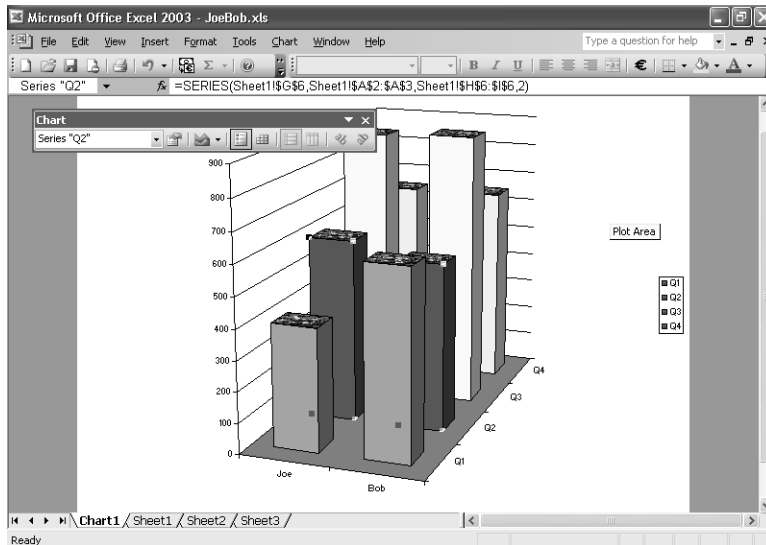 Microsoft Office Excel 2003 - JoeBob.xls
File Edit View Insert Format Tools Chart Window Help
Type a question for help
B I U
Series "Q2"
fx =SERIES(Sheet1!$G$6,Sheet1!$A$2:$A$3,Sheet1!$H$6:$I$6,2)
Chart
Series "Q2"
900
800
700
600
500
400
300
200
100
0
Plot Area
Q1
Q2
Q3
Q4
Q4
Q3
Q2
Q1
Joe
Bob
Chart1 / Sheet1 / Sheet2 / Sheet3 /
Ready